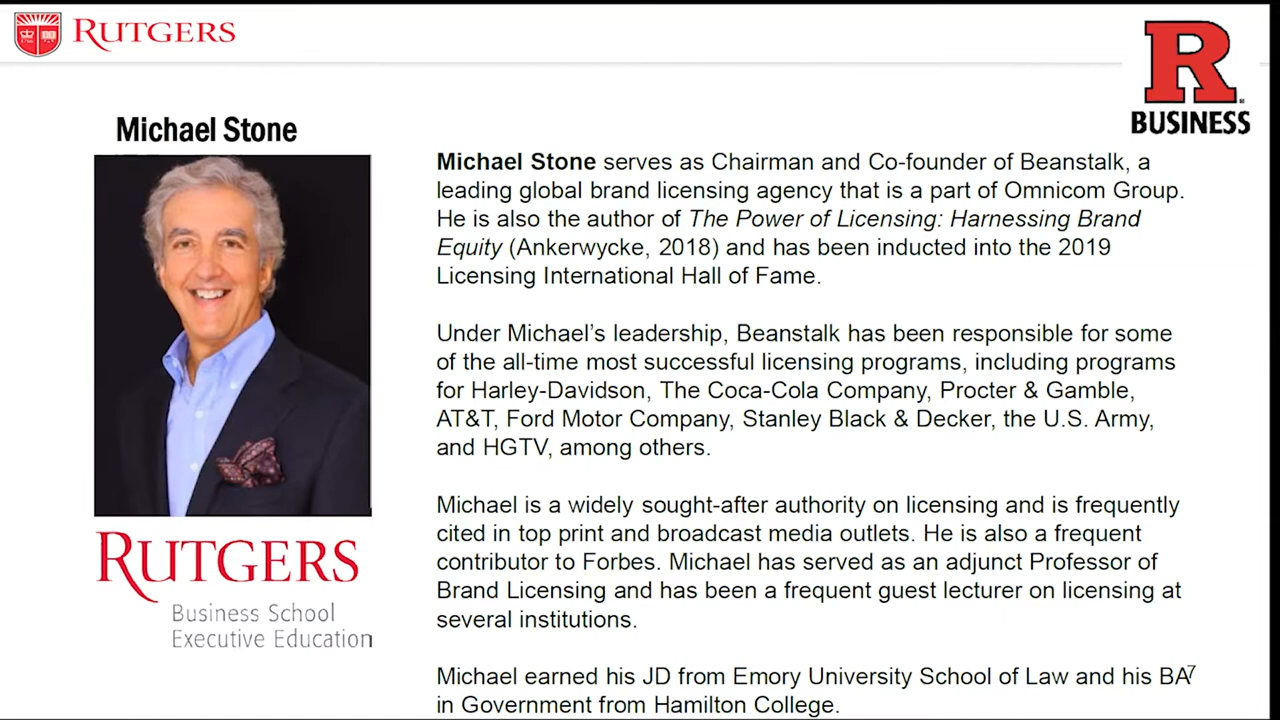 RUTGERS
R
BUSINESS
Michael Stone
Michael Stone serves as Chairman and Co-founder of Beanstalk, a
leading global brand licensing agency that is a part of Omnicom Group.
He is also the author of The Power of Licensing: Harnessing Brand
Equity (Ankerwycke, 2018) and has been inducted into the 2019
Licensing International Hall of Fame.
Under Michael’s leadership, Beanstalk has been responsible for some
of the all-time most successful licensing programs, including programs
for Harley-Davidson, The Coca-Cola Company, Procter & Gamble,
AT&T, Ford Motor Company, Stanley Black & Decker, the U.S. Army,
and HGTV, among others.
Michael is a widely sought-after authority on licensing and is frequently
cited in top print and broadcast media outlets. He is also a frequent
contributor to Forbes. Michael has served as an adjunct Professor of
Brand Licensing and has been a frequent guest lecturer on licensing at
several institutions.
Michael earned his JD from Emory University School of Law and his BA
in Government from Hamilton College.
7
RUTGERS
Business School
Executive Education